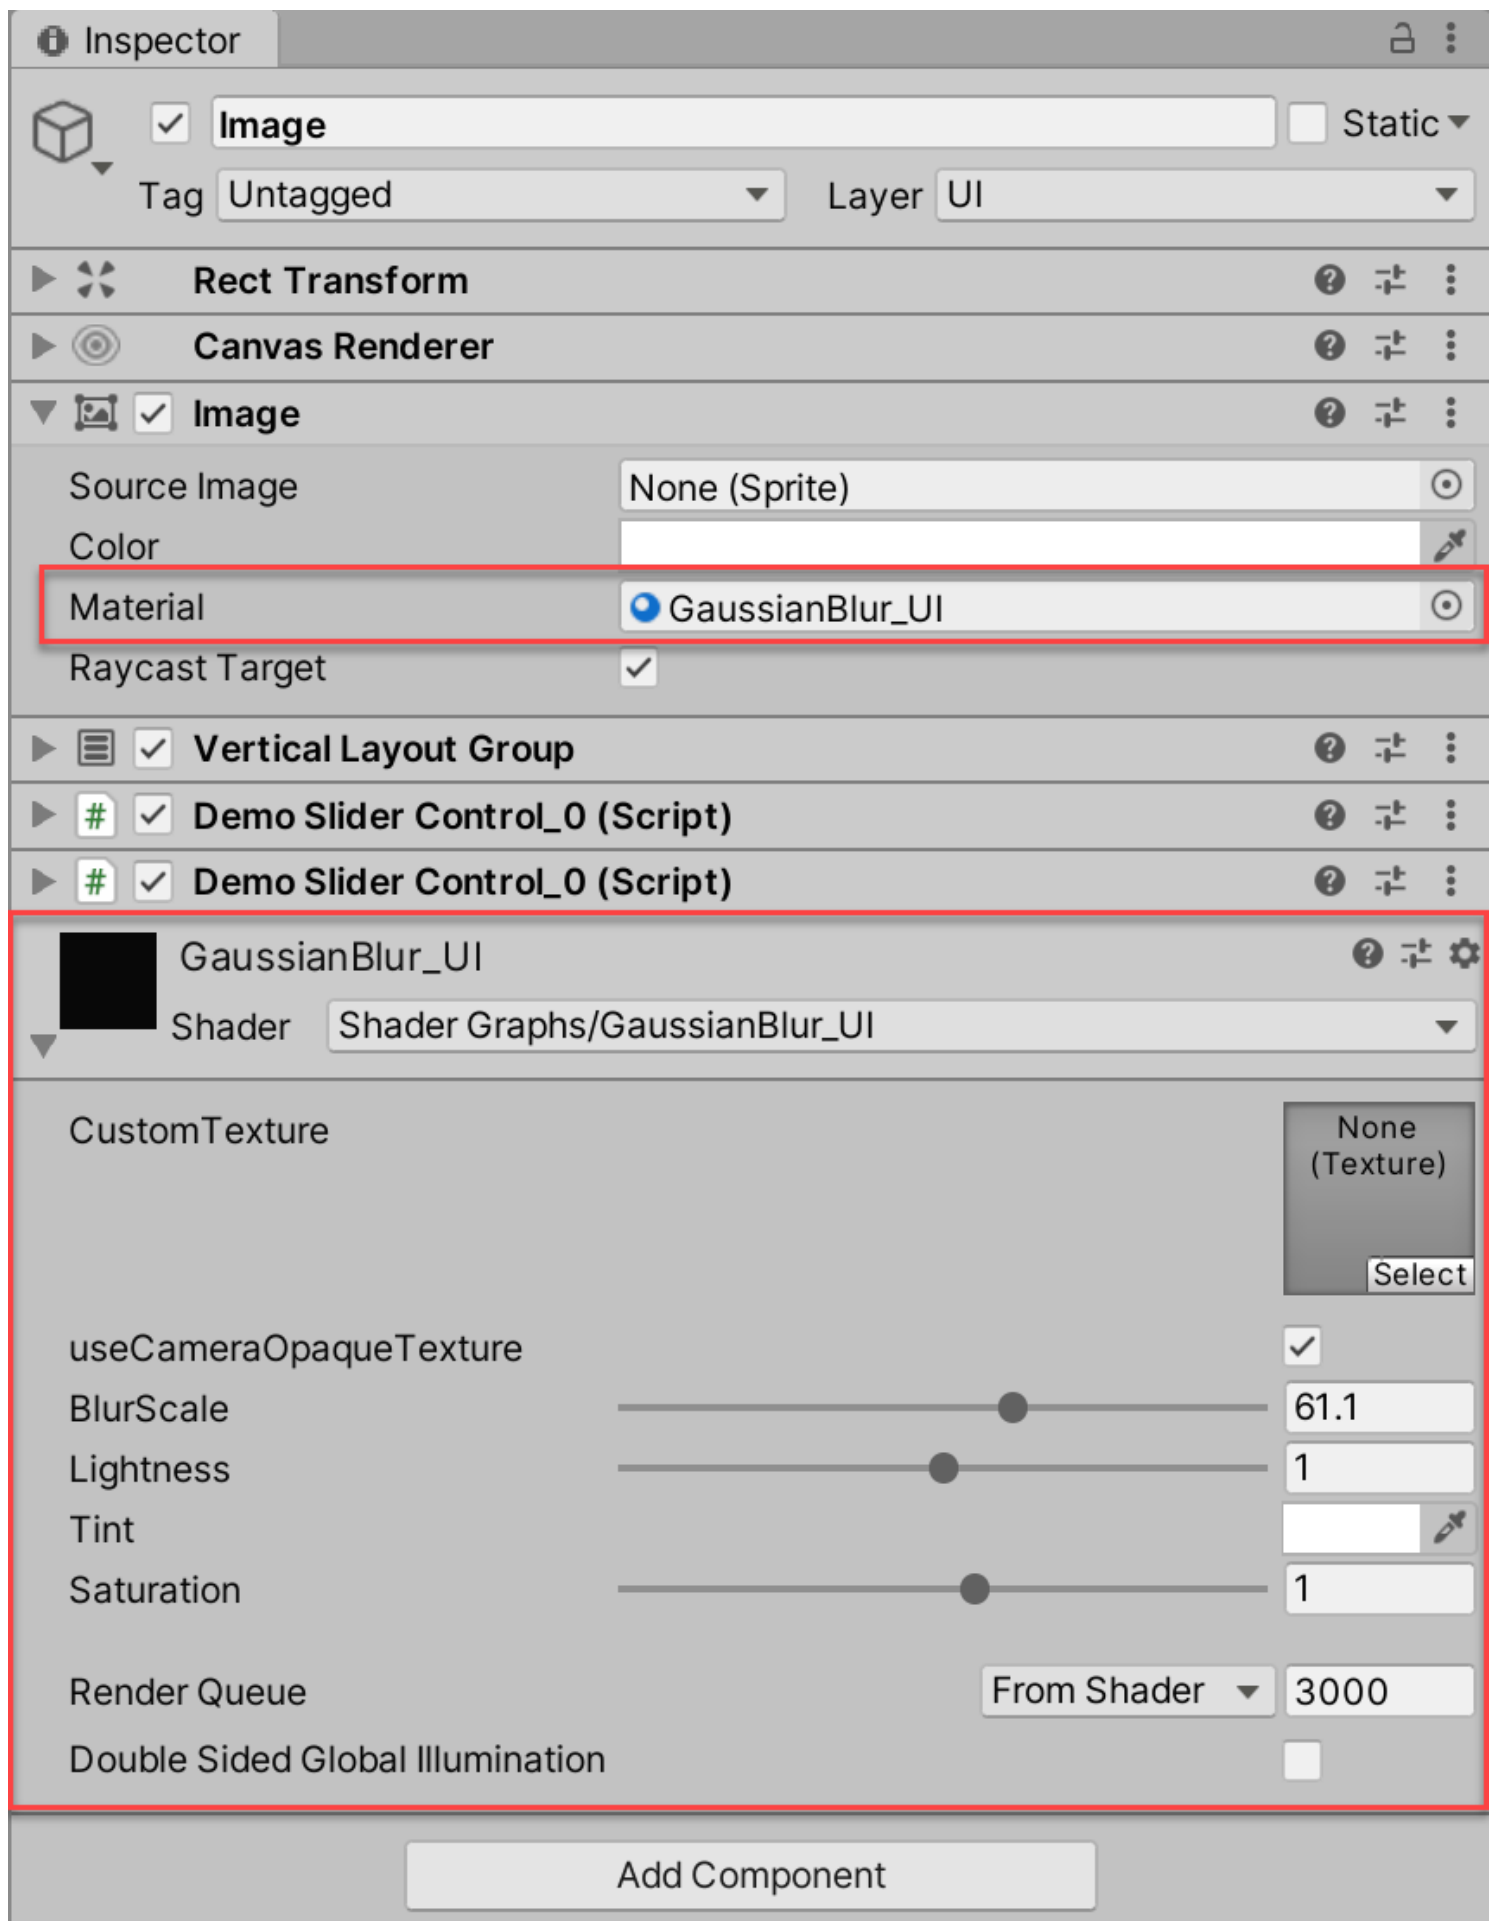 Inspector
Image
Static
Tag Untagged Layer UI
Rect Transform
Canvas Renderer
Image
Source Image None (Sprite)
Color
Material GaussianBlur_UI
Raycast Target
Vertical Layout Group
# Demo Slider Control_0 (Script)
# Demo Slider Control_0 (Script)
GaussianBlur_UI
Shader Shader Graphs/GaussianBlur_UI
CustomTexture
None
(Texture)
Select
useCameraOpaqueTexture
BlurScale 61.1
Lightness 1
Tint
Saturation 1
Render Queue From Shader 3000
Double Sided Global Illumination
Add Component